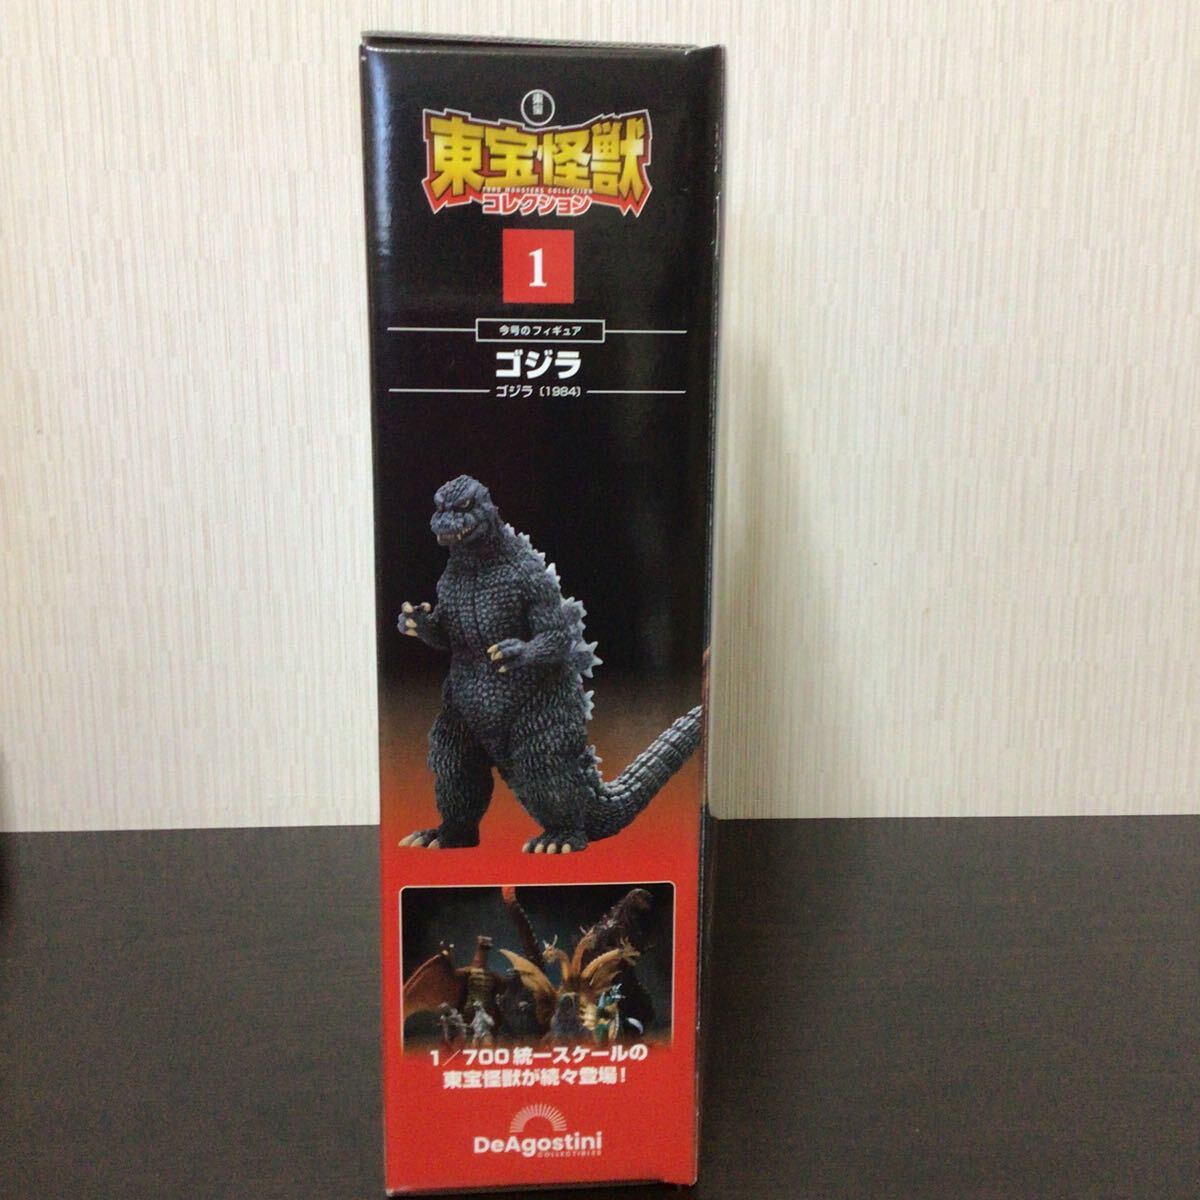 東宝
東宝怪獣
TOHO MONSTERS COLLECTION
コレクション
1
今号のフィギュア
ゴジラ
ゴジラ〔1984〕
1／700統一スケールの
東宝怪獣が続々登場！
DeAgostini
COLLECTIBLES